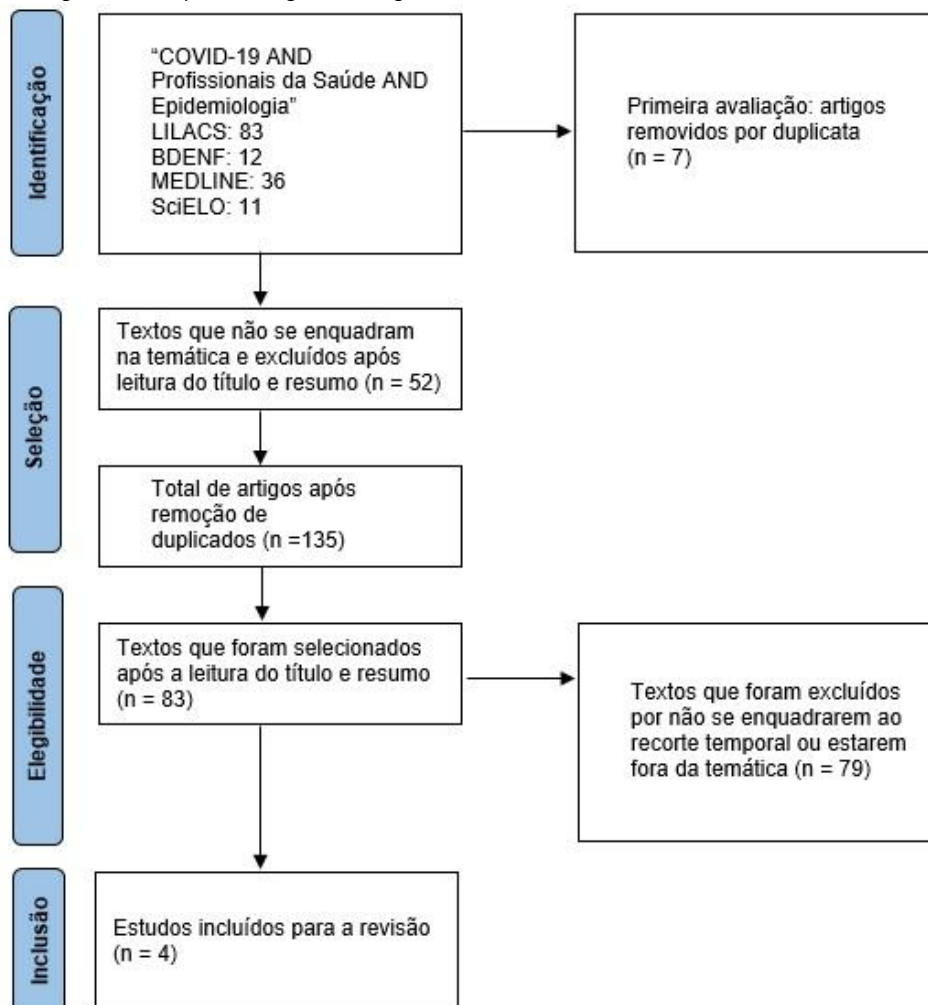 Identificação
“COVID-19 AND
Profissionais da Saúde AND
Epidemiologia”
LILACS: 83
BDENF: 12
MEDLINE: 36
SciELO: 11
Primeira avaliação: artigos
removidos por duplicata
(n = 7)
Seleção
Textos que não se enquadram
na temática e excluídos após
leitura do título e resumo (n = 52)
Total de artigos após
remoção de
duplicados (n =135)
Elegibilidade
Textos que foram selecionados
após a leitura do título e resumo
(n = 83)
Textos que foram excluídos
por não se enquadrarem ao
recorte temporal ou estarem
fora da temática (n = 79)
Inclusão
Estudos incluídos para a revisão
(n = 4)